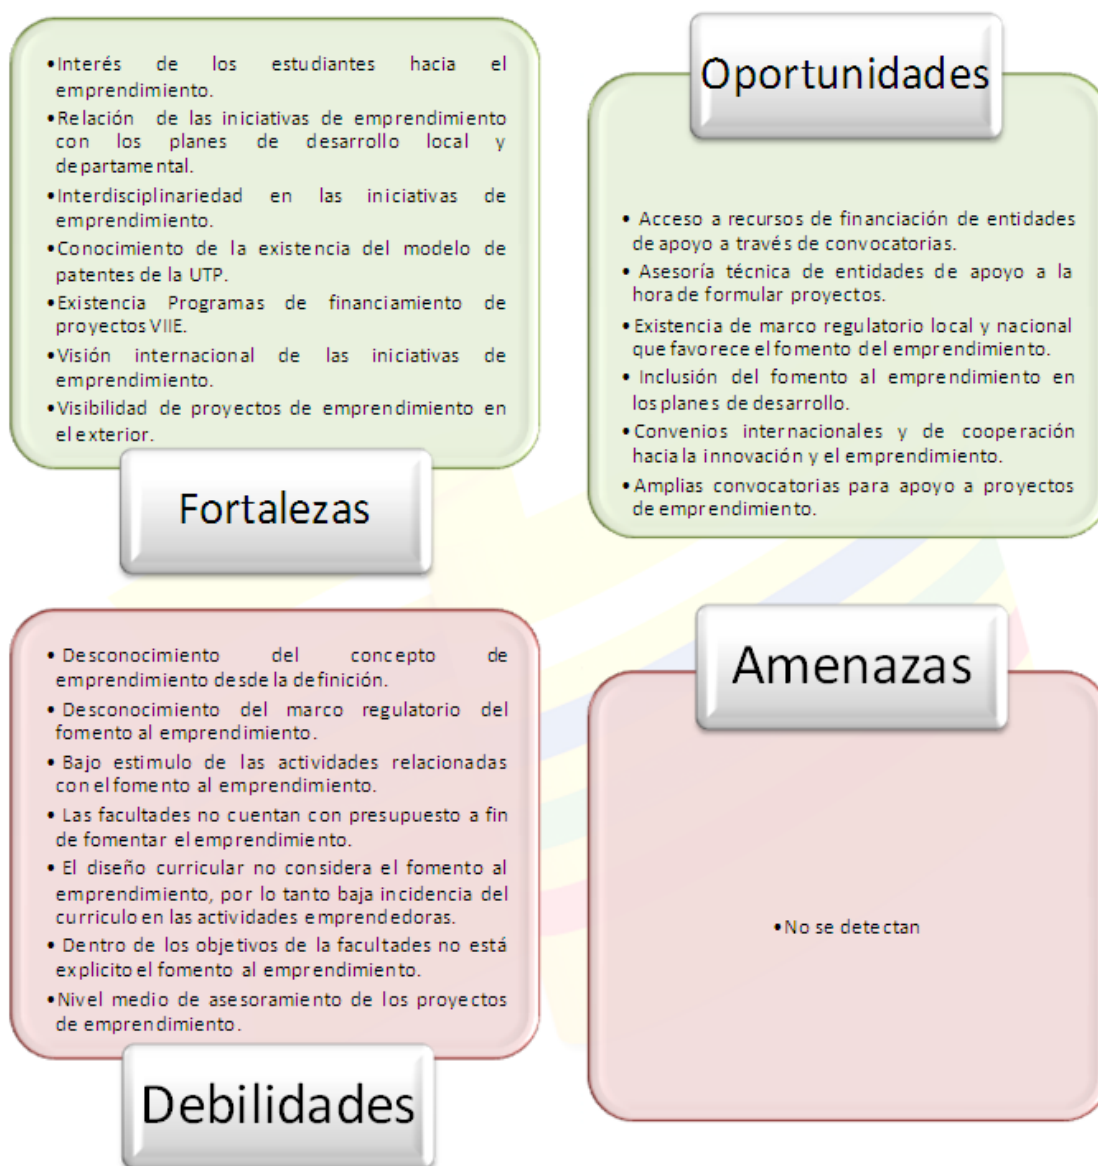 •Interés de los estudiantes hacia el
emprendimiento.
•Relación de las iniciativas de emprendimiento
con los planes de desarrollo local y
departamental.
•Interdisciplinariedad en las iniciativas de
emprendimiento.
•Conocimiento de la existencia del modelo de
patentes de la UTP.
•Existencia Programas de financiamiento de
proyectos VIIE.
•Visión internacional de las iniciativas de
emprendimiento.
•Visibilidad de proyectos de emprendimiento en
el exterior.
Fortalezas
Oportunidades
• Acceso a recursos de financiación de entidades
de apoyo a través de convocatorias.
• Asesoría técnica de entidades de apoyo a la
hora de formular proyectos.
•Existencia de marco regulatorio local y nacional
que favorece el fomento del emprendimiento.
• Inclusión del fomento al emprendimiento en
los planes de desarrollo.
•Convenios internacionales y de cooperación
hacia la innovación y el emprendimiento.
•Amplias convocatorias para apoyo a proyectos
de emprendimiento.
• Desconocimiento del concepto de
emprendimiento desde la definición.
• Desconocimiento del marco regulatorio del
fomento al emprendimiento.
• Bajo estimulo de las actividades relacionadas
con el fomento al emprendimiento.
• Las facultades no cuentan con presupuesto a fin
de fomentar el emprendimiento.
• El diseño curricular no considera el fomento al
emprendimiento, por lo tanto baja incidencia del
curriculo en las actividades emprendedoras.
• Dentro de los objetivos de la facultades no está
explicito el fomento al emprendimiento.
•Nivel medio de asesoramiento de los proyectos
de emprendimiento.
Debilidades
Amenazas
•No se detectan